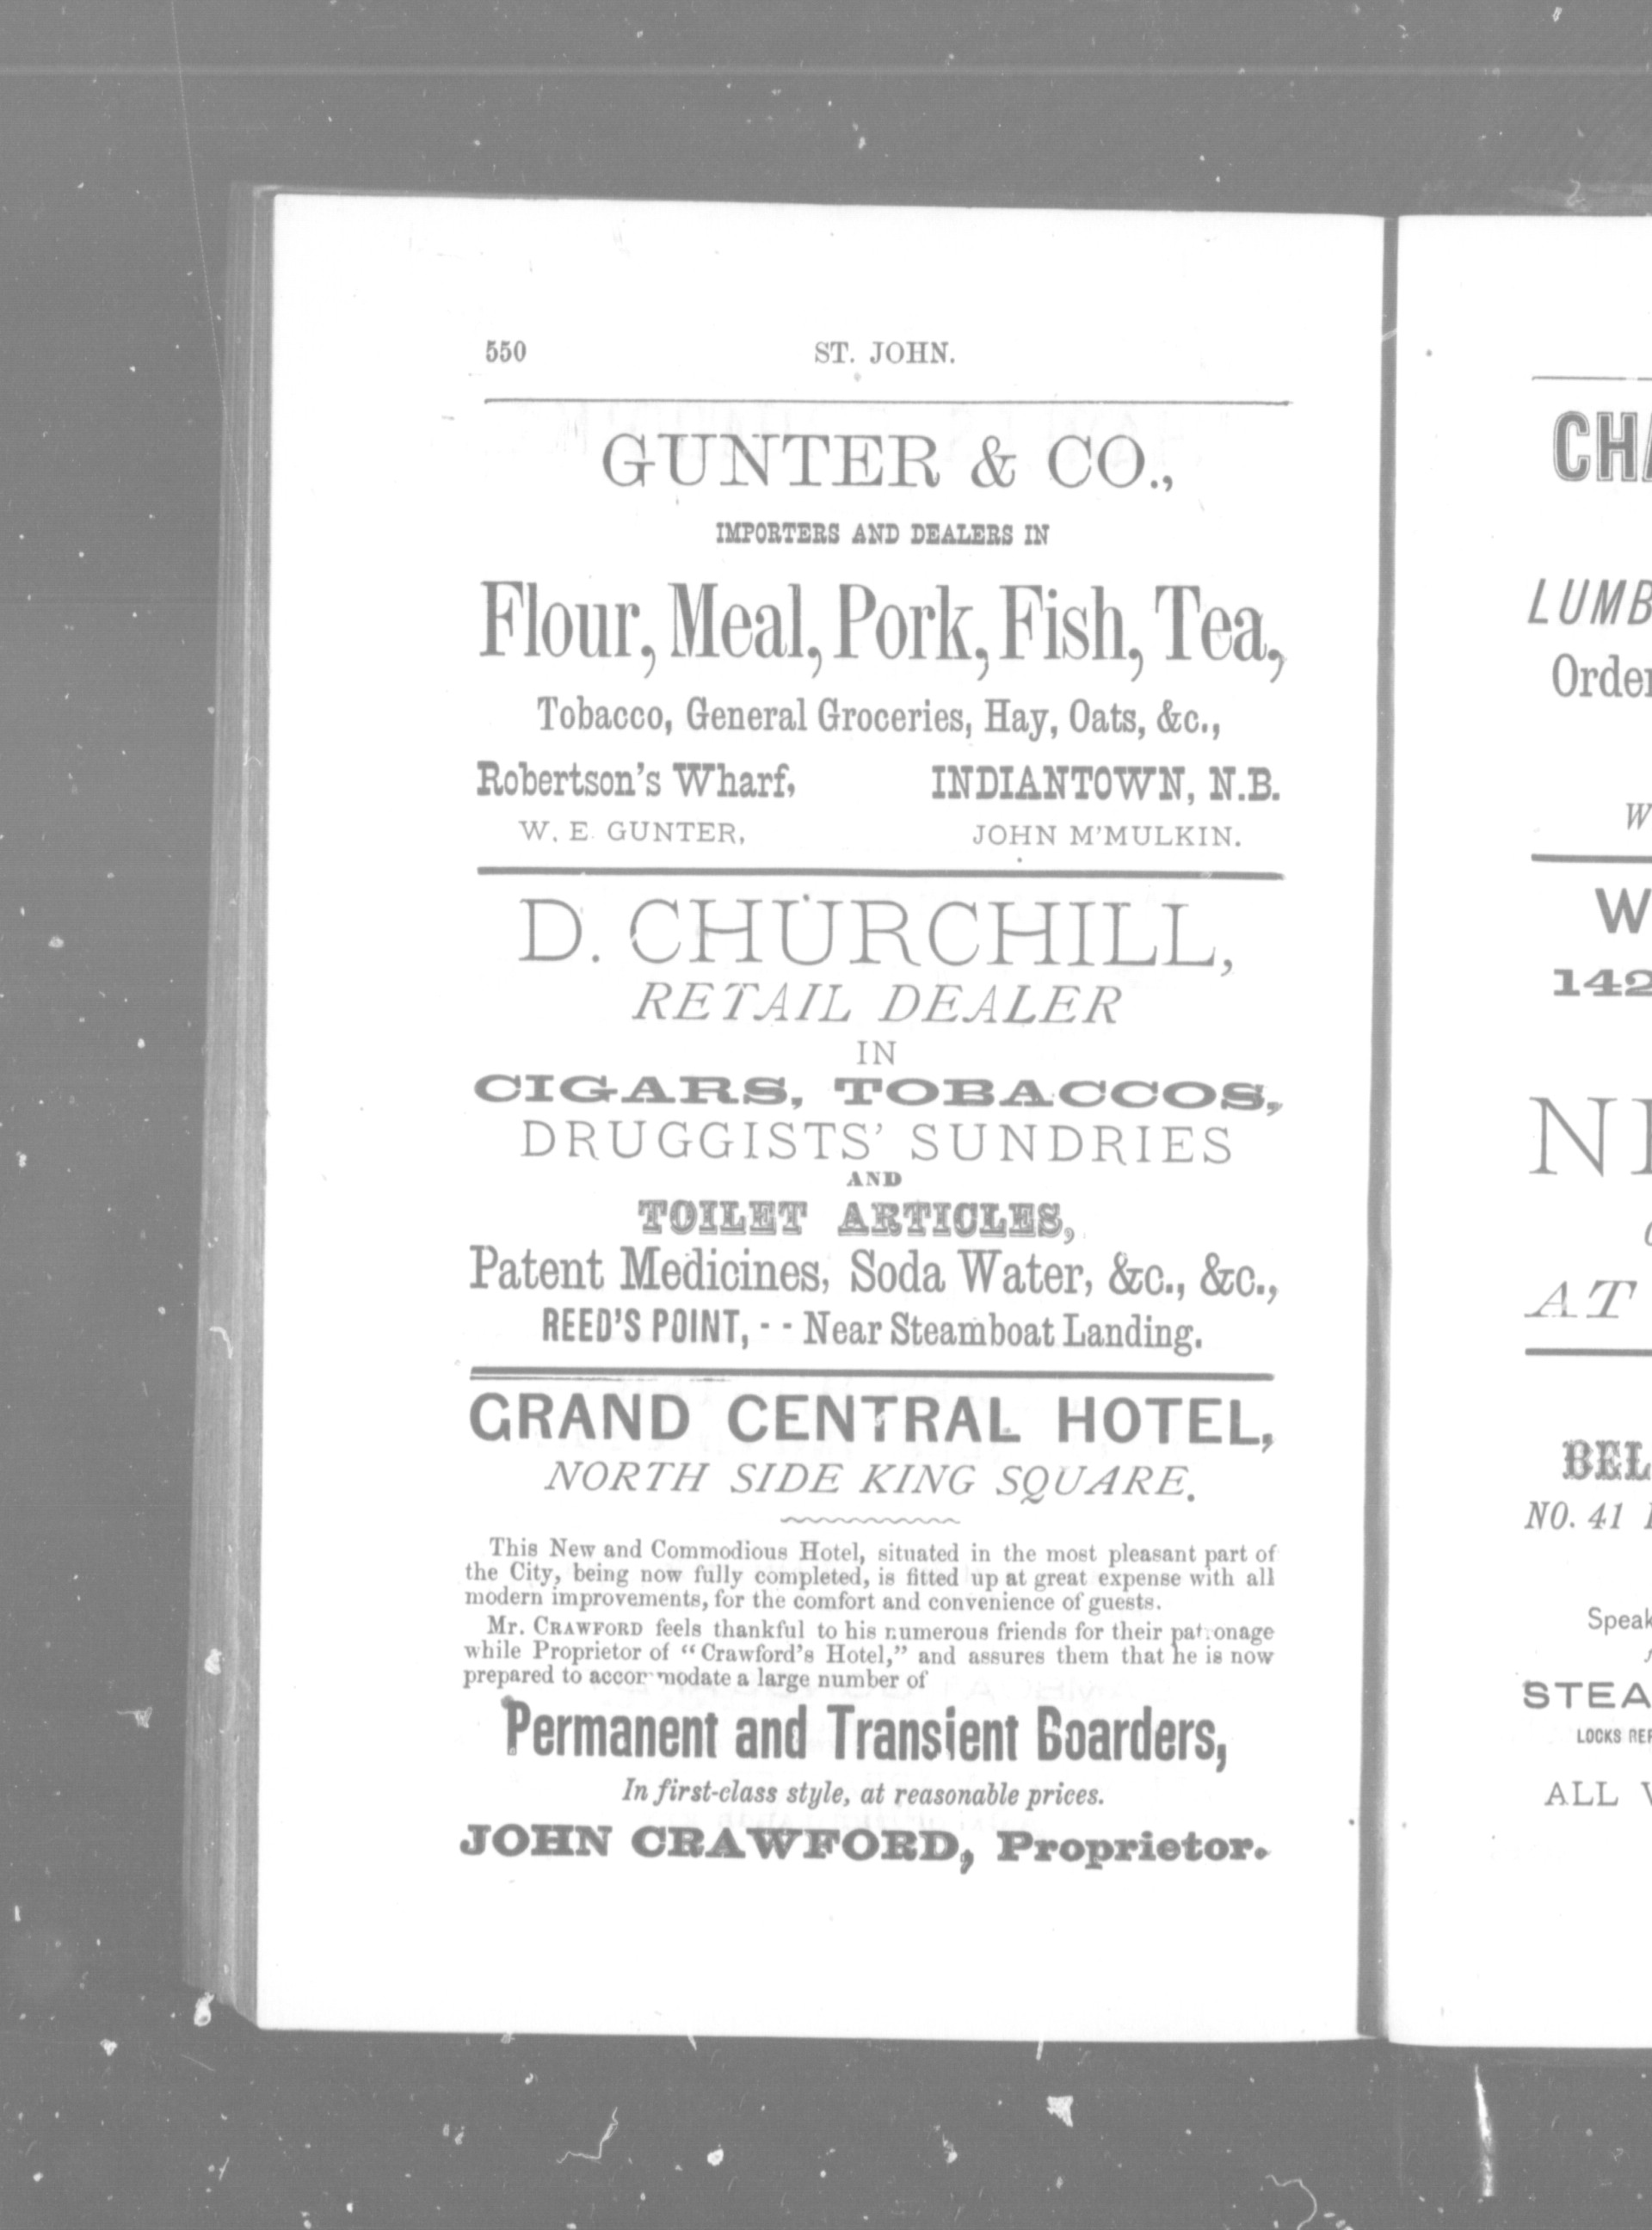 550 ST. JOHN.
GUNTER & CO.,
IMPORTERS AND DEALERS IN
Flour, Meal, Pork, Fish, Tea,
Tobacco, General Groceries, Hay, Oats, &c.,
Robertson's Wharf, INDIANTOWN, N.B.
W. E. GUNTER, JOHN M'MULKIN.
D. CHURCHILL,
RETAIL DEALER
IN
CIGARS, TOBACCOS,
DRUGGISTS' SUNDRIES
AND
TOILET ARTICLES,
Patent Medicines, Soda Water, &c., &c.,
REED'S POINT, - - Near Steamboat Landing.
GRAND CENTRAL HOTEL,
NORTH SIDE KING SQUARE.
This New and Commodious Hotel, situated in the most pleasant part of
the City, being now fully completed, is fitted up at great expense with all
modern improvements, for the comfort and convenience of guests.
Mr. CRAWFORD feels thankful to his numerous friends for their patronage
while Proprietor of "Crawford's Hotel," and assures them that he is now
prepared to accommodate a large number of
Permanent and Transient Boarders,
In first-class style, at reasonable prices.
JOHN CRAWFORD, Proprietor.
CHA
LUMB
Order
W
W
142
AT
BEL
NO. 41
Speak
STEA
LOCKS REP
ALL